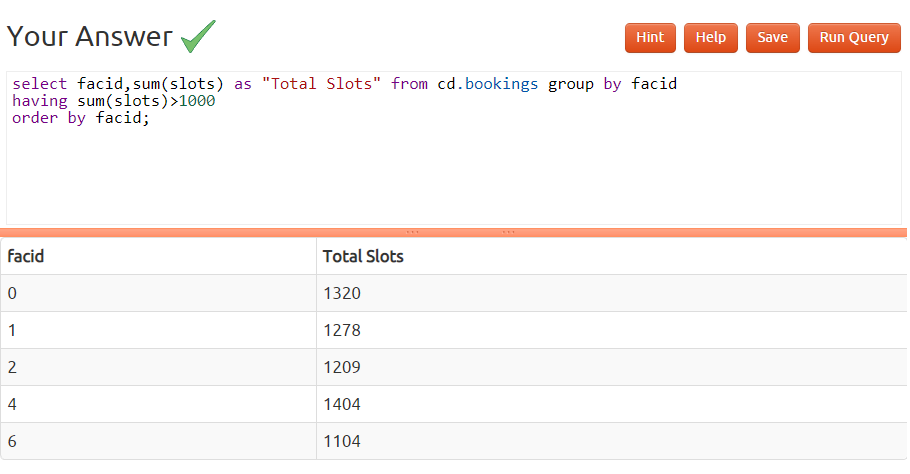 Your Answer
Hint Help Save Run Query
select facid,sum(slots) as "Total Slots" from cd.bookings group by facid
having sum(slots)>1000
order by facid;
facid Total Slots
0 1320
1 1278
2 1209
4 1404
6 1104